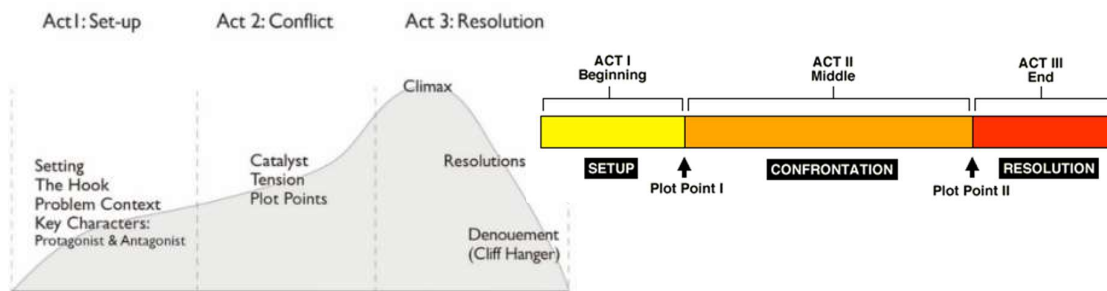 Act1: Set-up
Act 2: Conflict
Act 3: Resolution
Climax
Setting
The Hook
Problem Context
Key Characters:
Protagonist & Antagonist
Catalyst
Tension
Plot Points
Resolutions
Denouement
(Cliff Hanger)
ACT I
Beginning
ACT II
Middle
ACT III
End
SETUP
CONFRONTATION
RESOLUTION
Plot Point I
Plot Point II